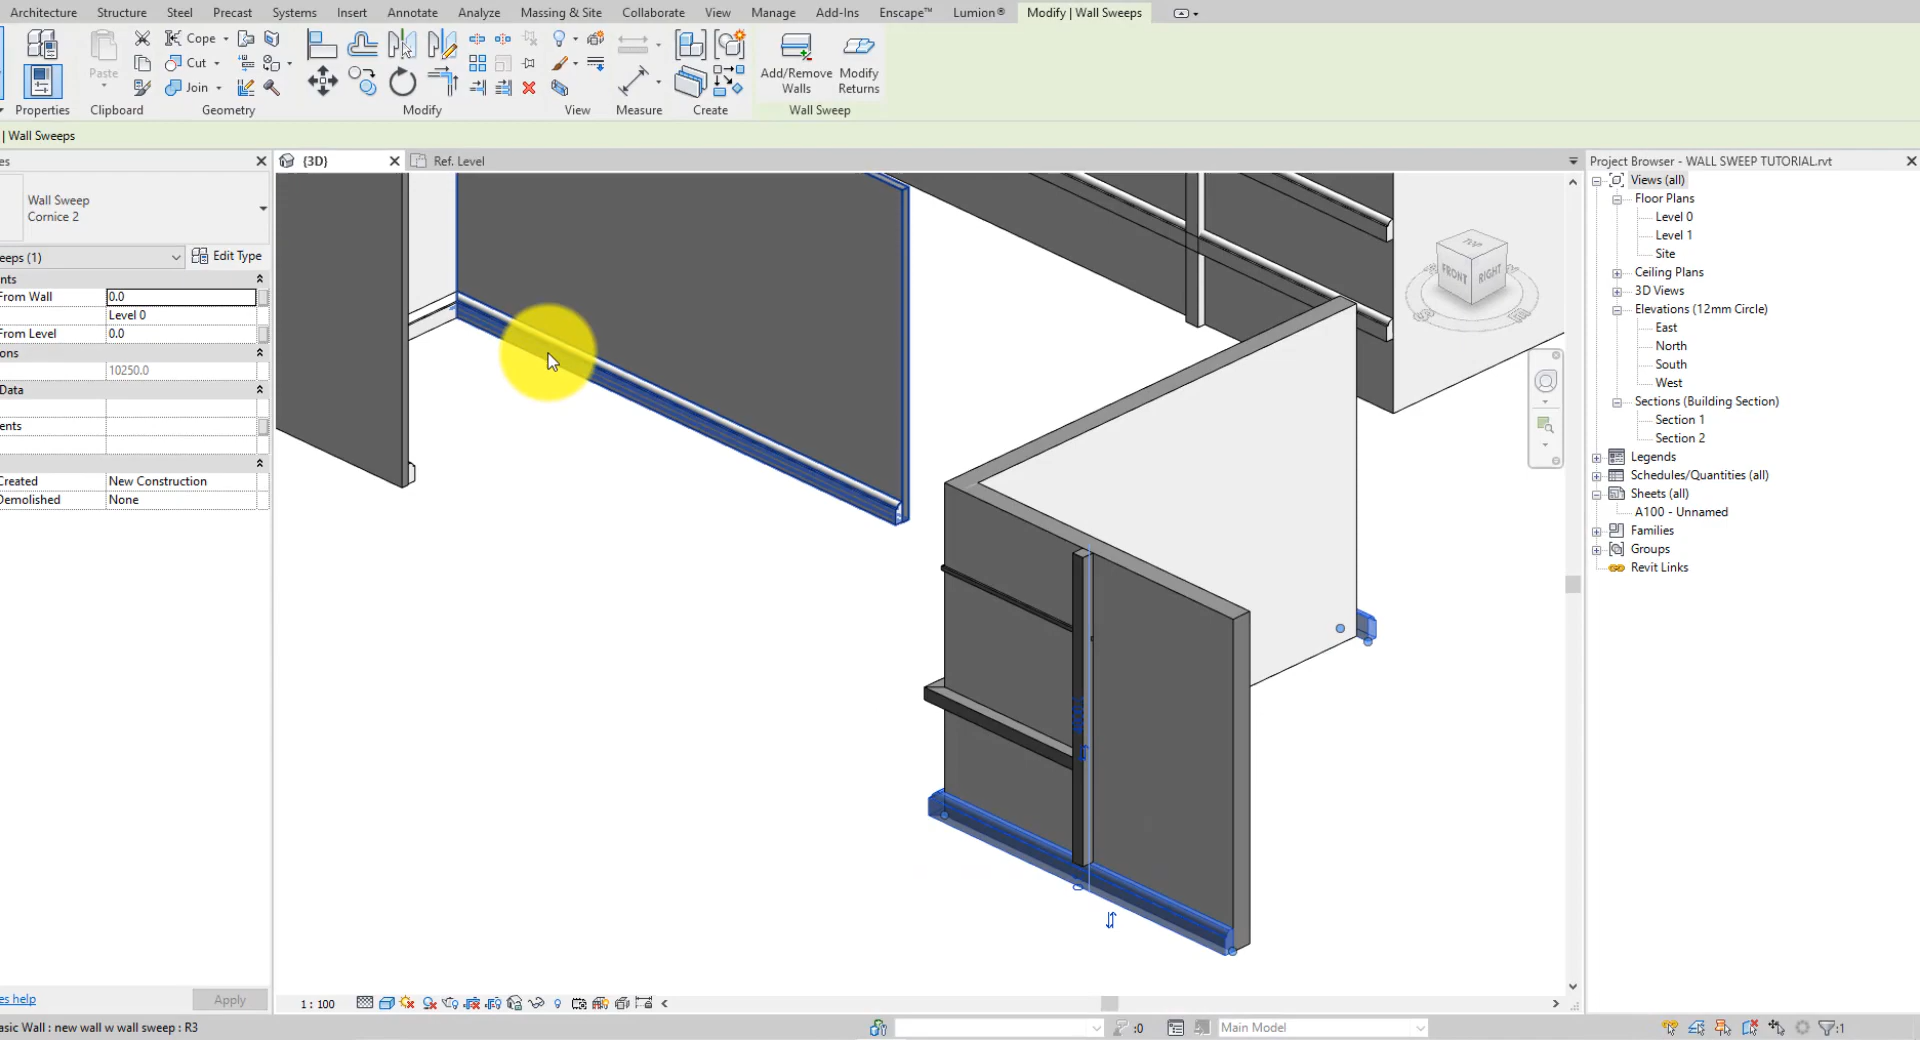 Architecture Structure Steel Precast Systems Insert Annotate Analyze Massing & Site Collaborate View Manage Add-Ins Enscape™ Lumion® Modify | Wall Sweeps
Cope
Paste Cut Add/Remove Modify
Join Walls Returns
Properties Clipboard Geometry Modify View Measure Create Wall Sweep
| Wall Sweeps
es {3D} Ref. Level Project Browser - WALL SWEEP TUTORIAL.rvt
Views (all)
Wall Sweep Floor Plans
Cornice 2 Level 0
Level 1
eeps (1) Edit Type Site
nts Ceiling Plans
From Wall 0.0 3D Views
Level 0 Elevations (12mm Circle)
From Level 0.0 East
ons North
10250.0 South
Data West
Sections (Building Section)
ents Section 1
Section 2
Legends
Created New Construction Schedules/Quantities (all)
Demolished None Sheets (all)
A100 - Unnamed
Families
Groups
Revit Links
TOP
FRONT RIGHT
es help Apply 1 : 100
asic Wall : new wall w wall sweep : R3 :0 Main Model :1